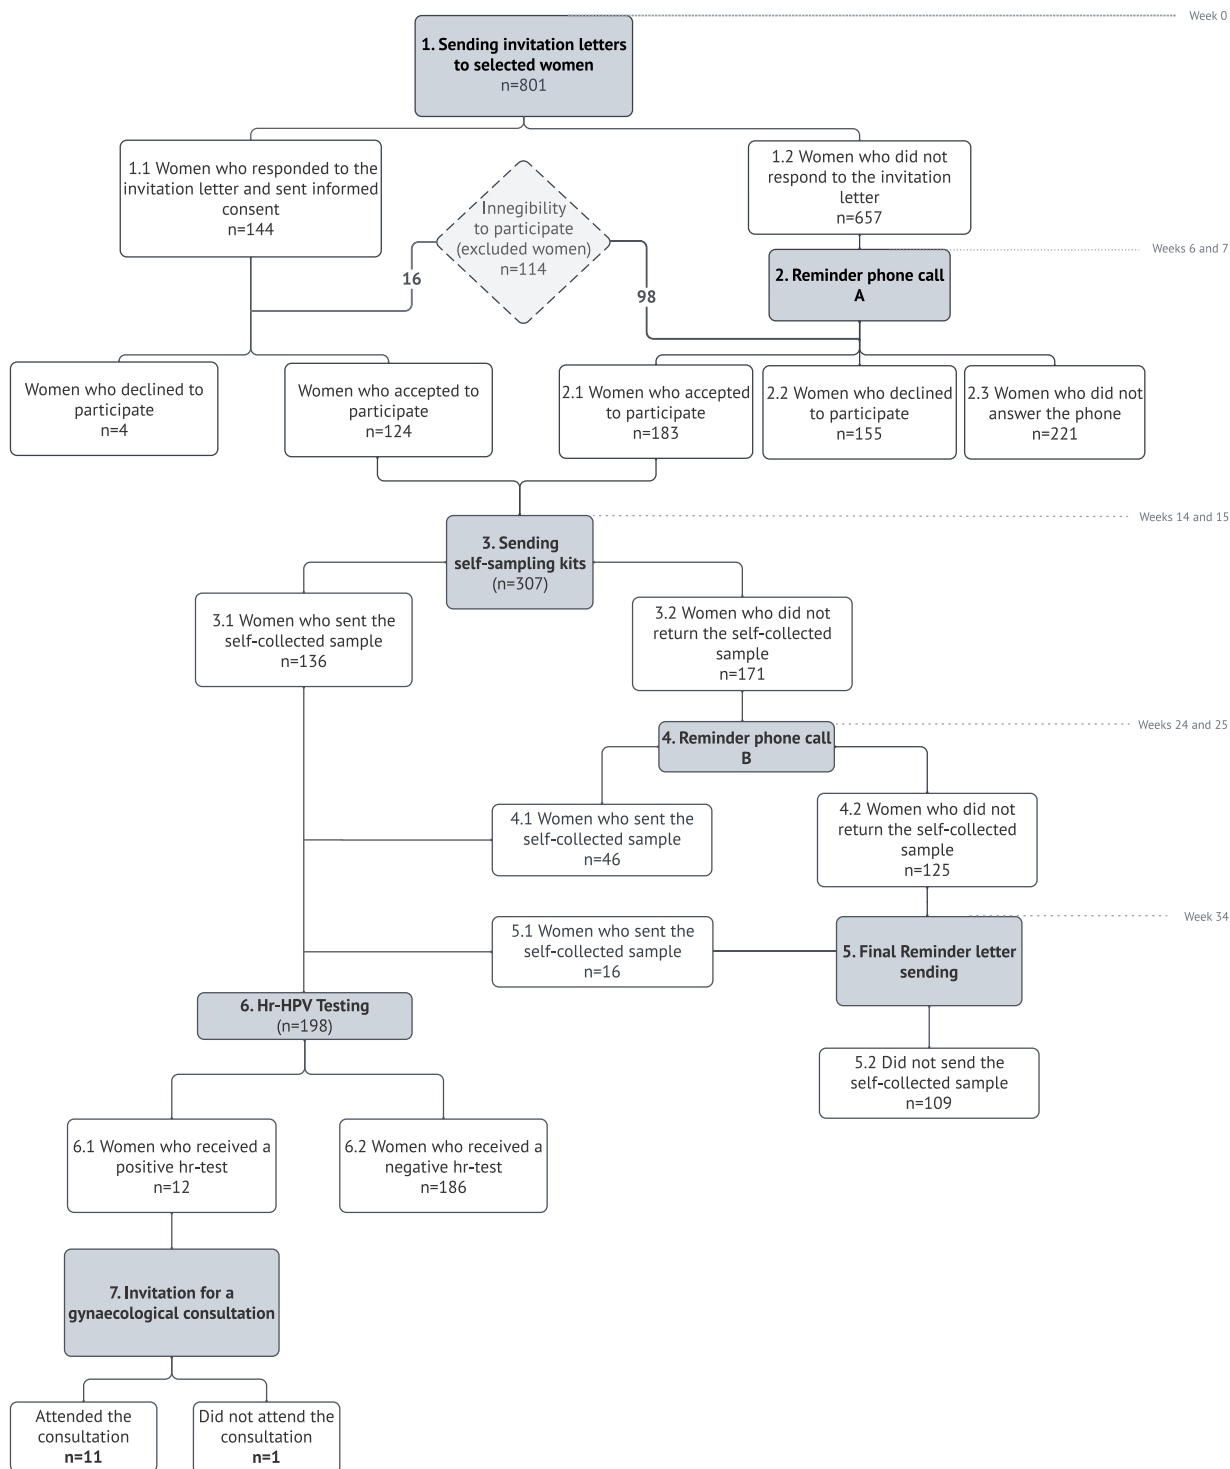 Week 0
1. Sending invitation letters
to selected women
n=801
1.1 Women who responded to the
invitation letter and sent informed
consent
n=144
Innegibility
to participate
(excluded women)
n=114
1.2 Women who did not
respond to the invitation
letter
n=657
16
98
Weeks 6 and 7
2. Reminder phone call
A
Women who declined to
participate
n=4
Women who accepted to
participate
n=124
2.1 Women who accepted
to participate
n=183
2.2 Women who declined
to participate
n=155
2.3 Women who did not
answer the phone
n=221
Weeks 14 and 15
3. Sending
self-sampling kits
(n=307)
3.1 Women who sent the
self-collected sample
n=136
3.2 Women who did not
return the self-collected
sample
n=171
Weeks 24 and 25
4. Reminder phone call
B
4.1 Women who sent the
self-collected sample
n=46
4.2 Women who did not
return the self-collected
sample
n=125
Week 34
5.1 Women who sent the
self-collected sample
n=16
5. Final Reminder letter
sending
6. Hr-HPV Testing
(n=198)
5.2 Did not send the
self-collected sample
n=109
6.1 Women who received a
positive hr-test
n=12
6.2 Women who received a
negative hr-test
n=186
7. Invitation for a
gynaecological consultation
Attended the
consultation
n=11
Did not attend the
consultation
n=1